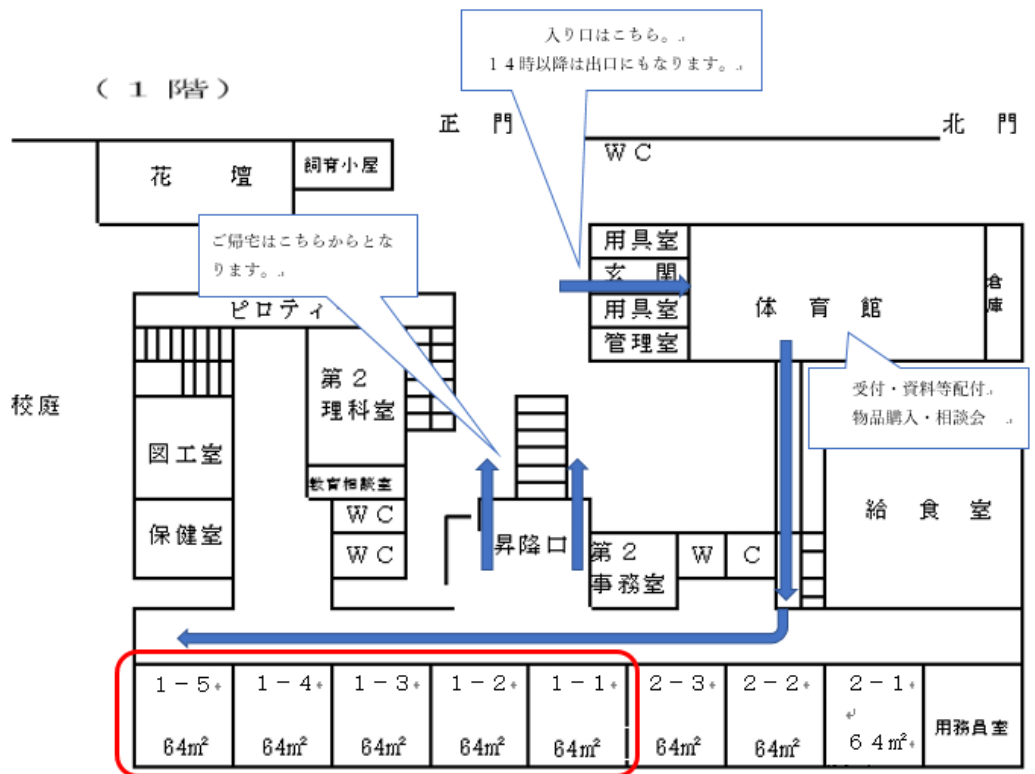 入り口はこちら。
１４時以降は出口にもなります。
（１階）
正門
北門
ＷＣ
花壇
飼育小屋
ご帰宅はこちらからとな
ります。
用具室
玄関
用具室
管理室
体育館
倉庫
ピロティ
受付・資料等配付
物品購入・相談会
校庭
第２
理科室
図工室
教育相談室
保健室
ＷＣ
ＷＣ
昇降口
第２
事務室
Ｗ
Ｃ
給食室
１－５
１－４
１－３
１－２
１－１
２－３
２－２
２－１
64㎡
64㎡
64㎡
64㎡
64㎡
64㎡
64㎡
６４㎡
用務員室